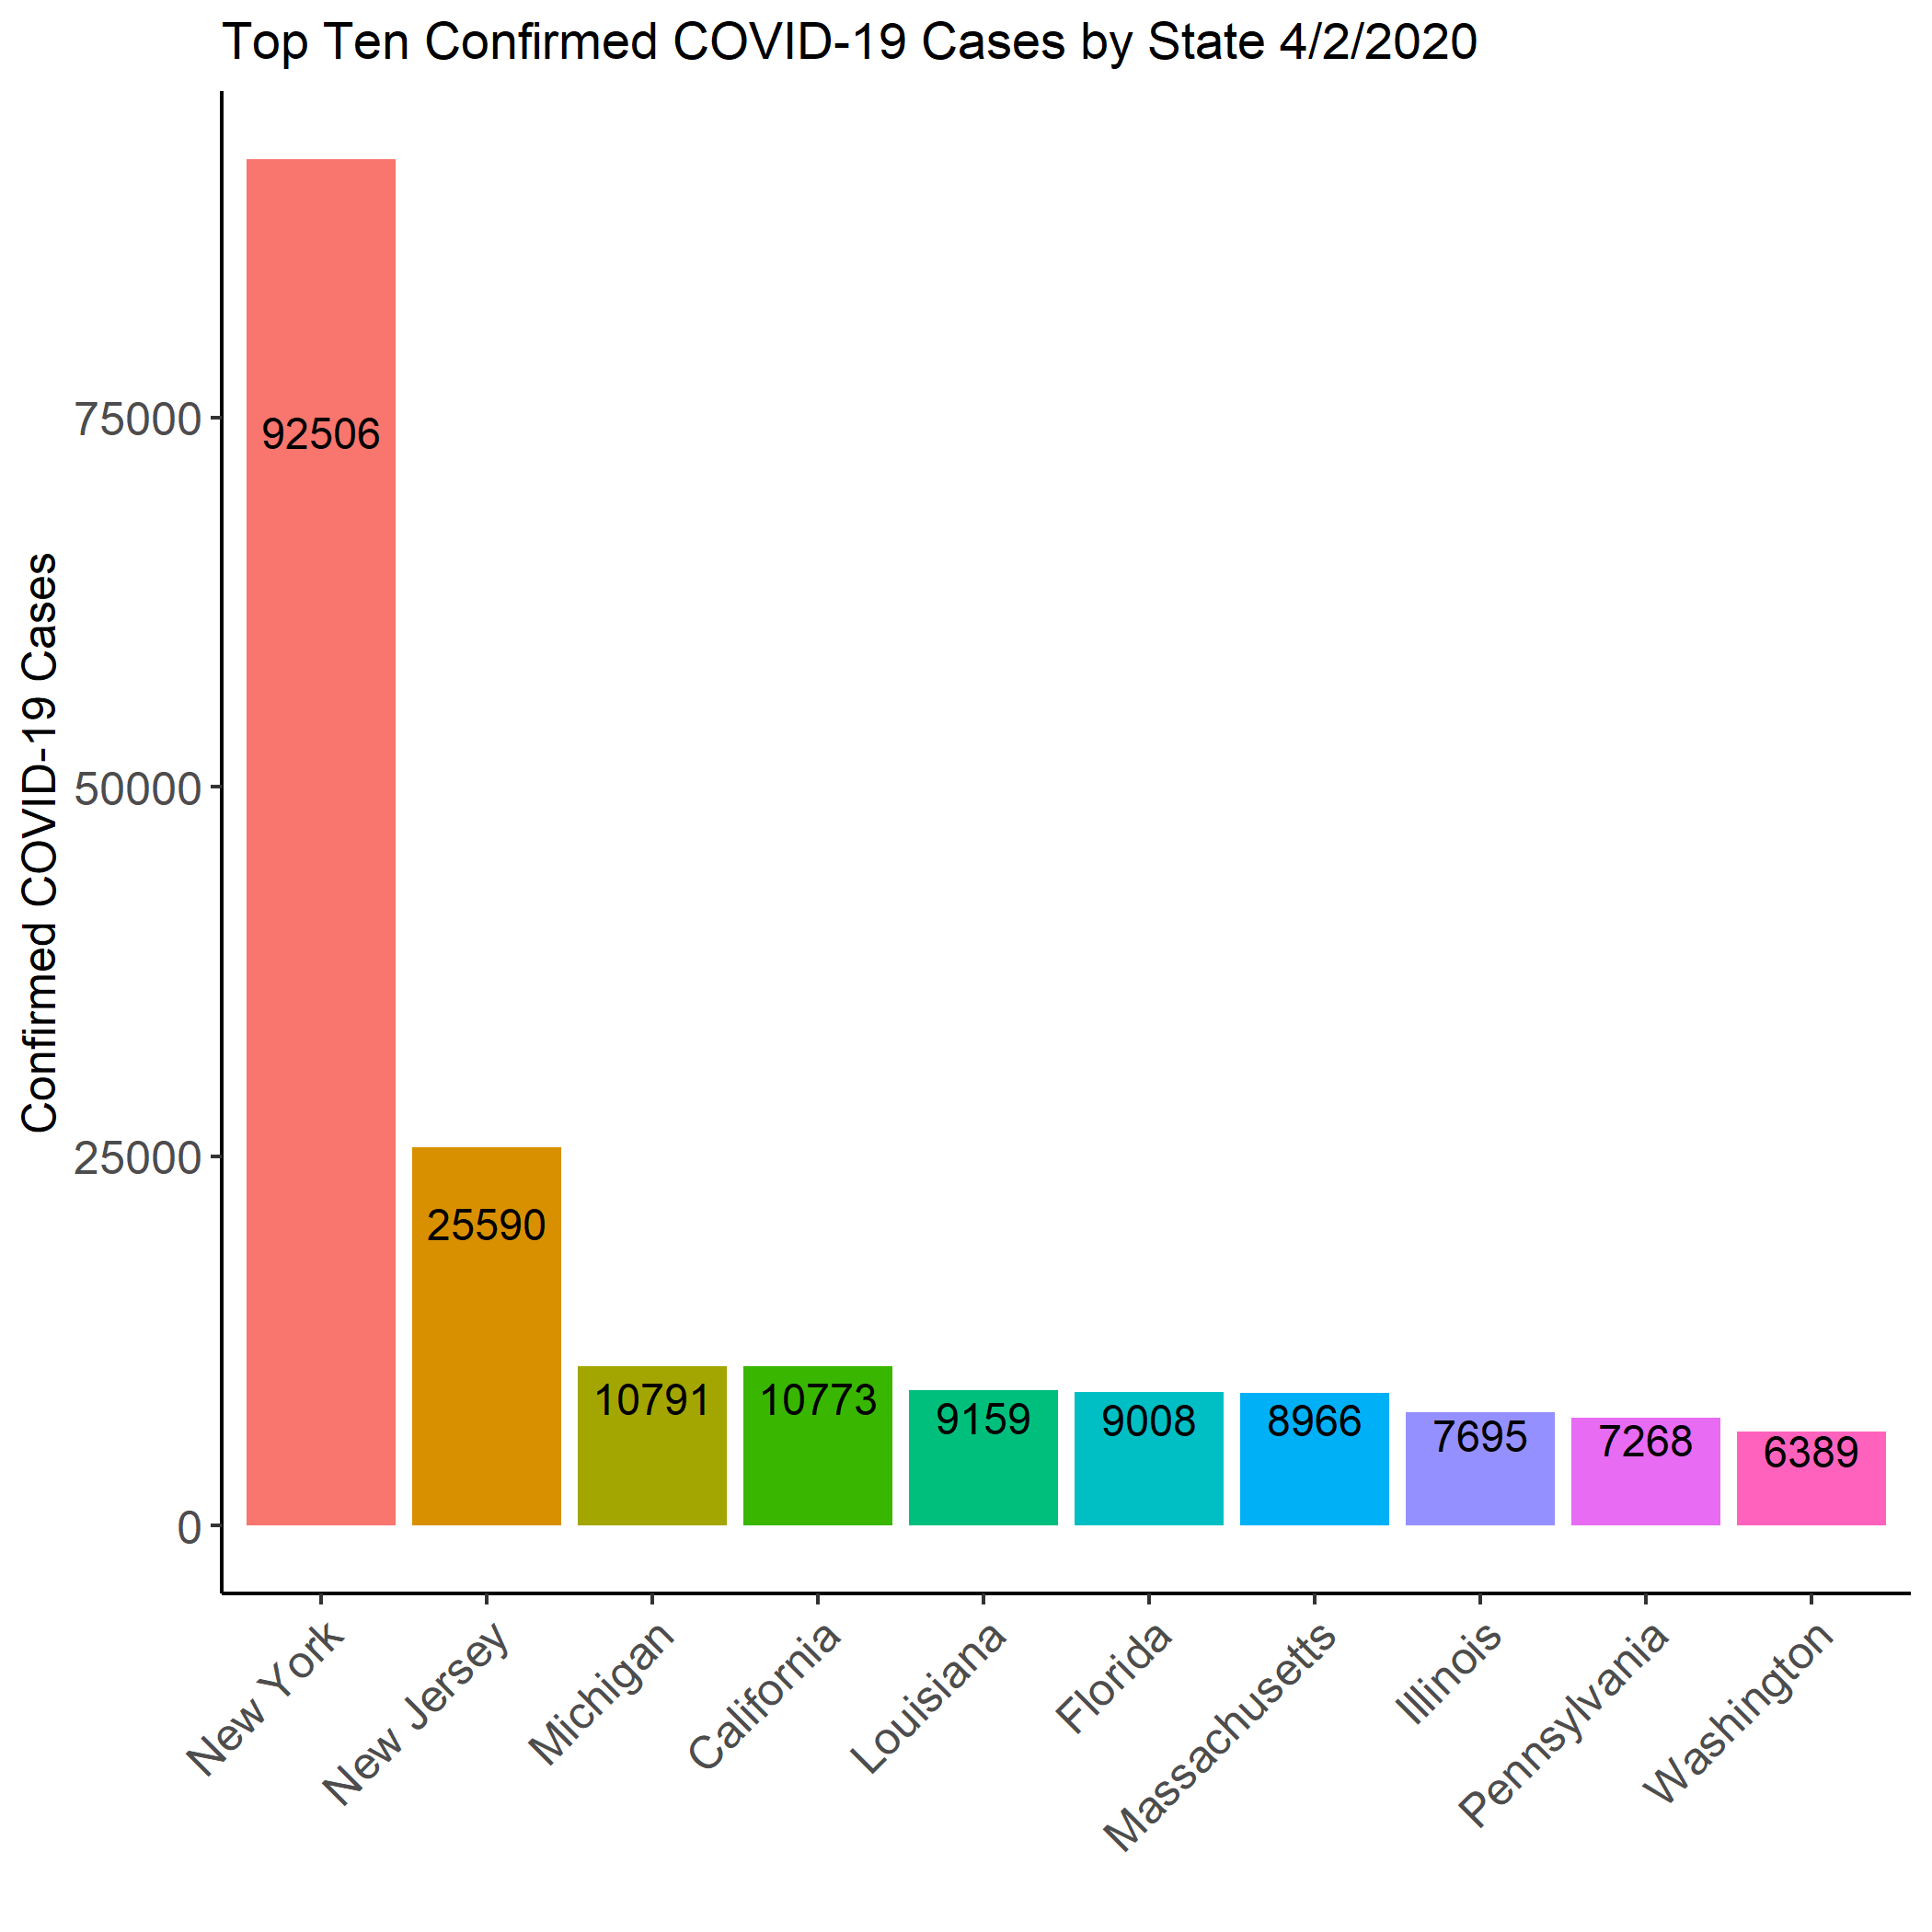 Top Ten Confirmed COVID-19 Cases by State 4/2/2020
Confirmed COVID-19 Cases
75000
50000
25000
0
92506
25590
10791
10773
9159
9008
8966
7695
7268
6389
New York
New Jersey
Michigan
California
Louisiana
Florida
Massachusetts
Illinois
Pennsylvania
Washington